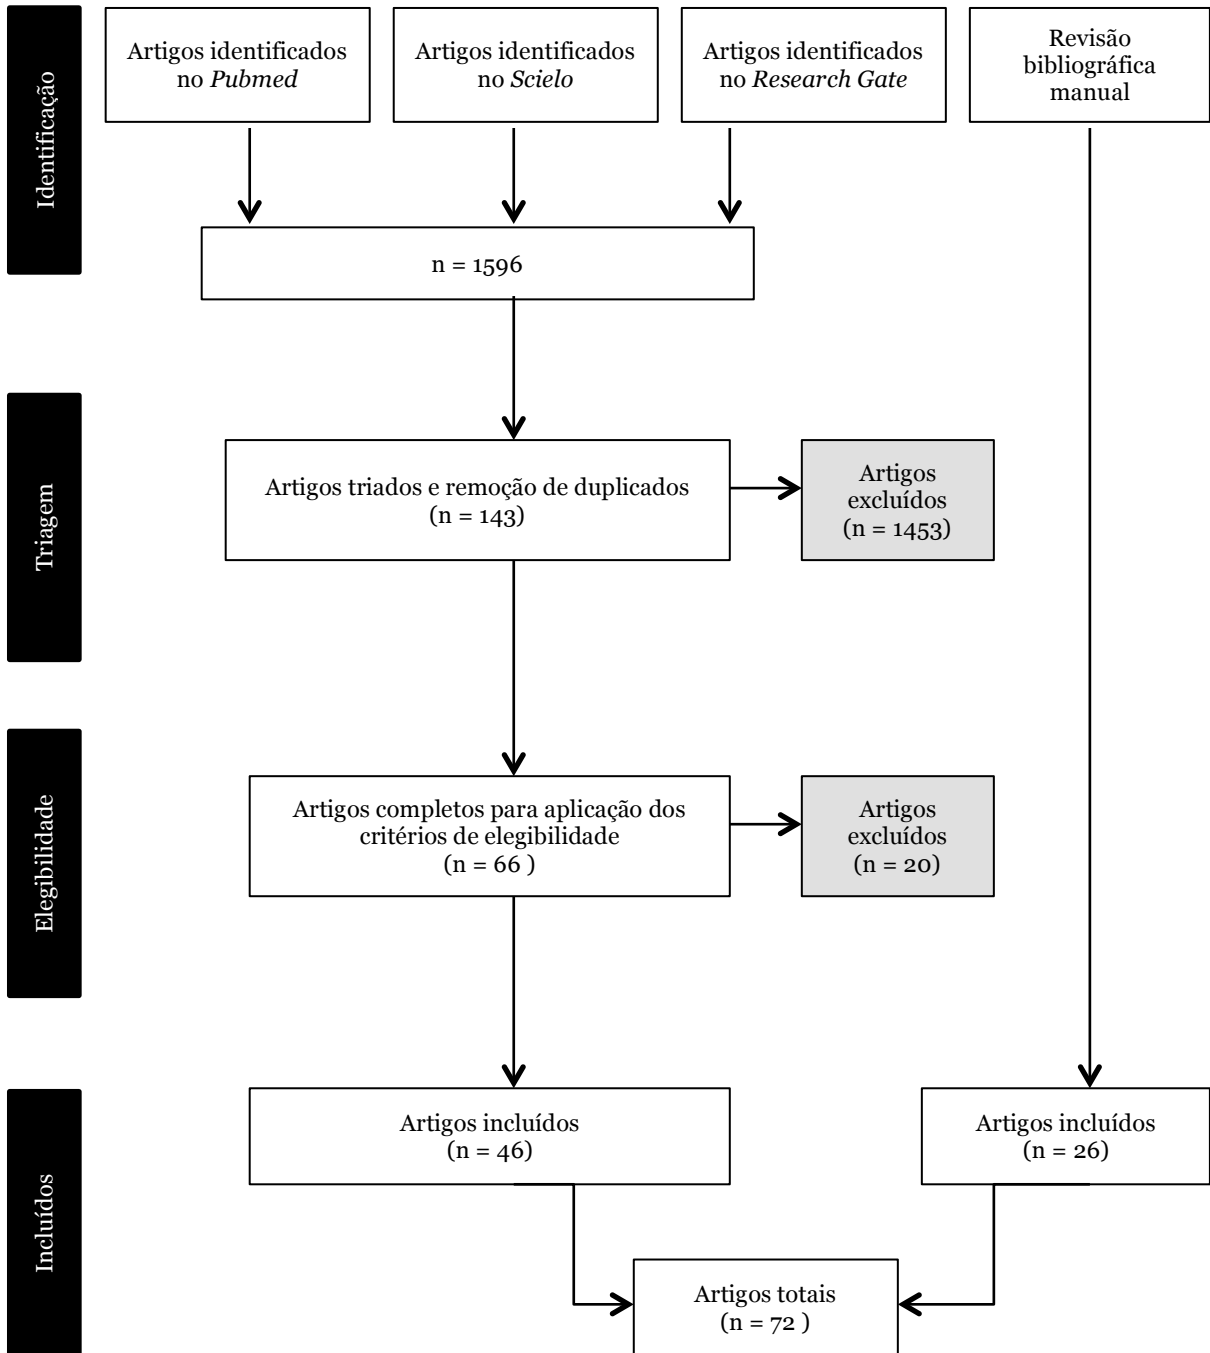 Identificação
Artigos identificados
no Pubmed
Artigos identificados
no Scielo
Artigos identificados
no Research Gate
Revisão
bibliográfica
manual
n = 1596
Triagem
Artigos triados e remoção de duplicados
(n = 143)
Artigos
excluídos
(n = 1453)
Elegibilidade
Artigos completos para aplicação dos
critérios de elegibilidade
(n = 66 )
Artigos
excluídos
(n = 20)
Incluídos
Artigos incluídos
(n = 46)
Artigos incluídos
(n = 26)
Artigos totais
(n = 72 )